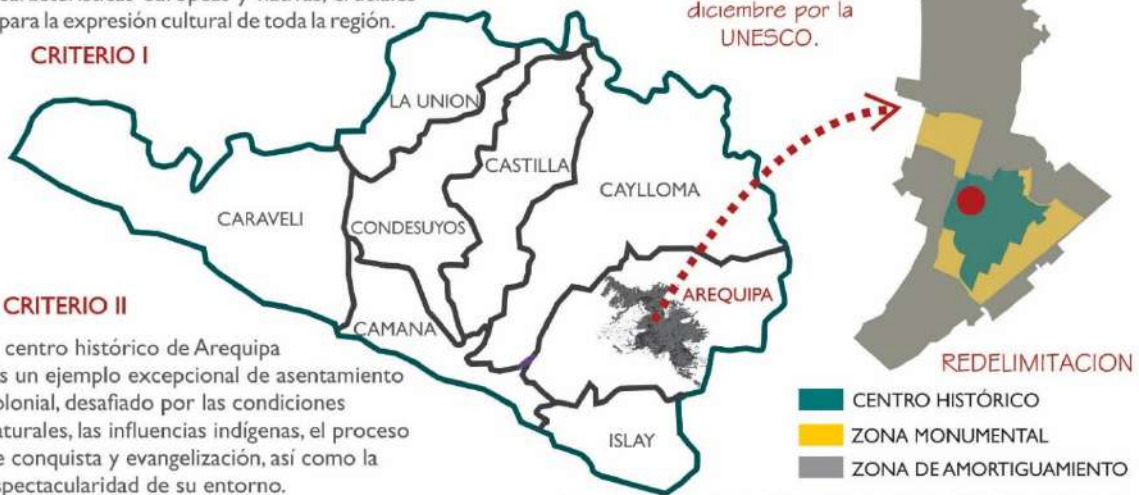 para la expresión cultural de toda la región.
CRITERIO I
diciembre por la
UNESCO.
LA UNION
CASTILLA
CAYLLOMA
CARAVELI
CONDESUYOS
AREQUIPA
CAMANA
ISLAY
CRITERIO II
centro histórico de Arequipa
s un ejemplo excepcional de asentamiento
olonial, desafiado por las condiciones
aturales, las influencias indígenas, el proceso
e conquista y evangelización, así como la
spectacularidad de su entorno.
REDELIMITACION
CENTRO HISTÓRICO
ZONA MONUMENTAL
ZONA DE AMORTIGUAMIENTO